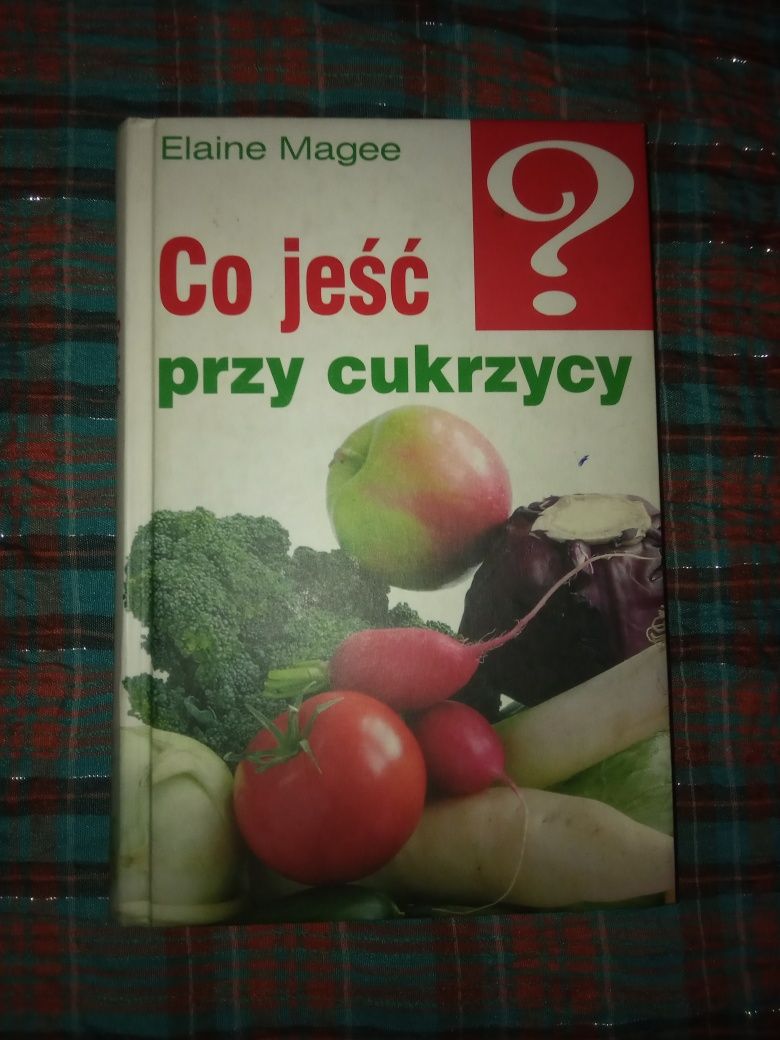 Elaine Magee
?
Co jeść
przy cukrzycy